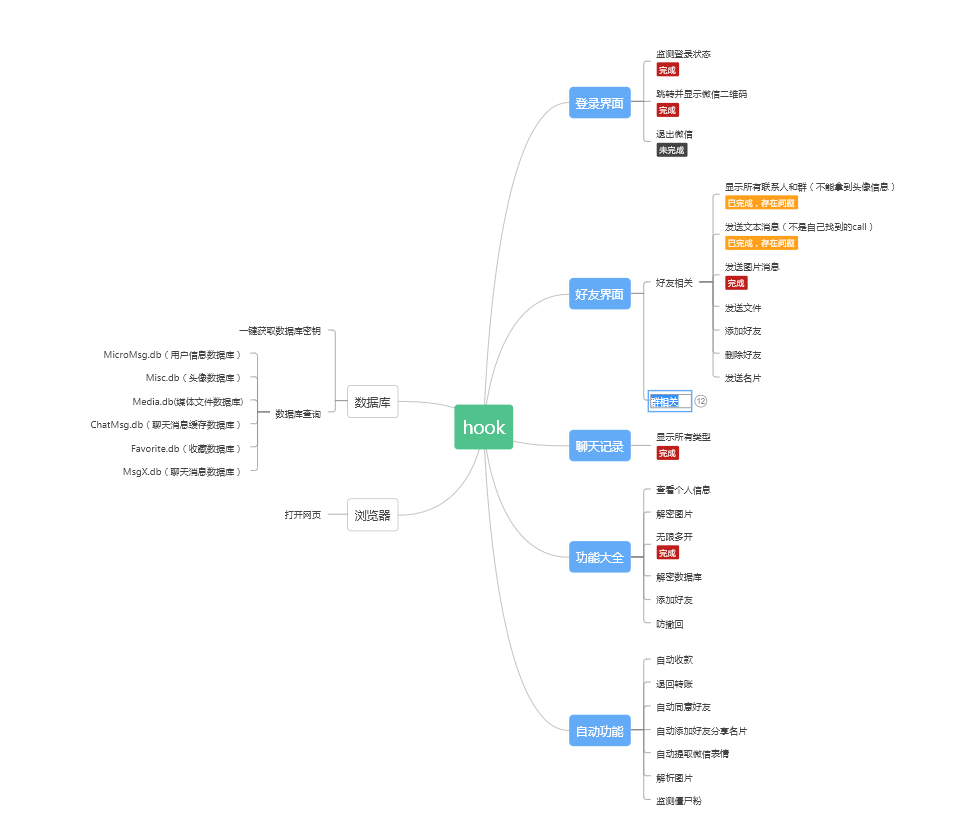 hook
登录界面
监测登录状态
完成
跳转并显示微信二维码
完成
退出微信
未完成
好友界面
好友相关
显示所有联系人和群（不能拿到头像信息）
已完成，存在问题
发送文本消息（不是自己找到的call）
已完成，存在问题
发送图片消息
完成
发送文件
添加好友
删除好友
发送名片
群相关
12
聊天记录
显示所有类型
完成
功能大全
查看个人信息
解密图片
无限多开
完成
解密数据库
添加好友
防撤回
自动功能
自动收款
退回转账
自动同意好友
自动添加好友分享名片
自动提取微信表情
解析图片
监测僵尸粉
数据库
一键获取数据库密钥
数据库查询
MicroMsg.db（用户信息数据库）
Misc.db（头像数据库）
Media.db(媒体文件数据库)
ChatMsg.db（聊天消息缓存数据库）
Favorite.db（收藏数据库）
MsgX.db（聊天消息数据库）
浏览器
打开网页